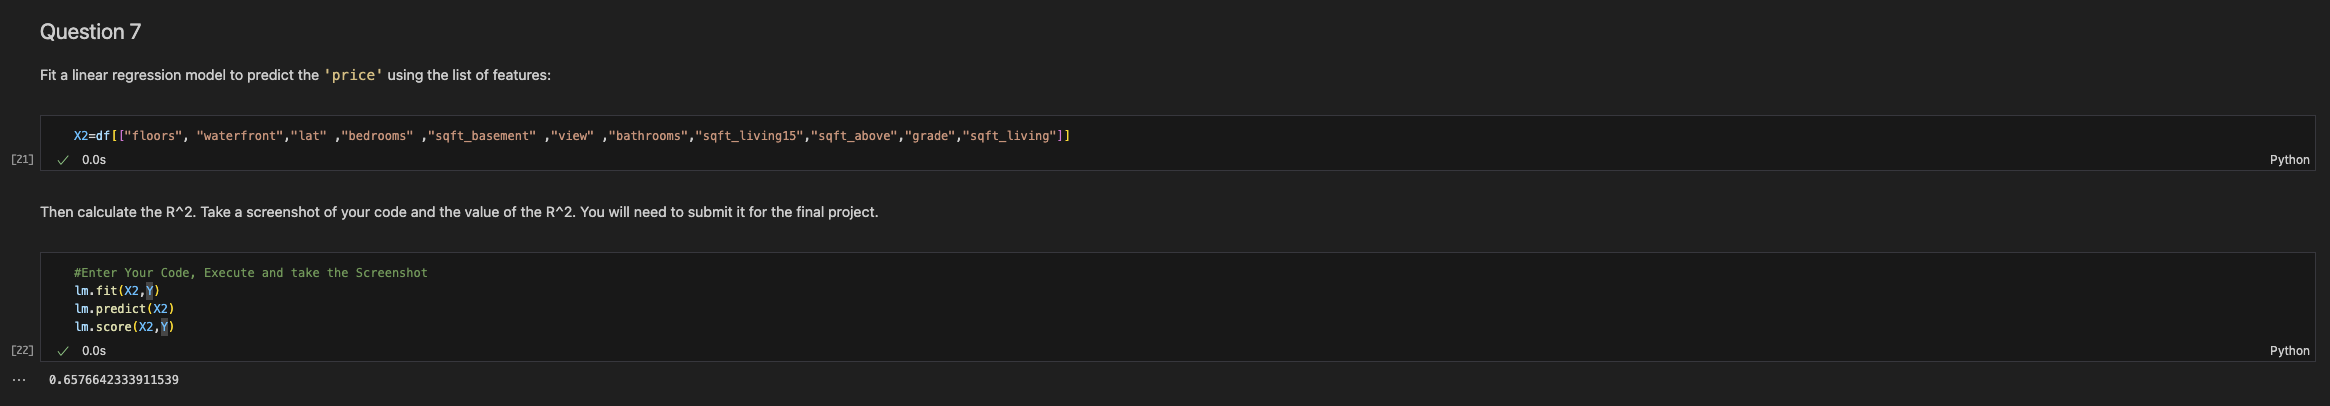 Question 7
Fit a linear regression model to predict the 'price' using the list of features:
X2=df[["floors", "waterfront","lat" ,"bedrooms" ,"sqft_basement" ,"view" ,"bathrooms","sqft_living15","sqft_above","grade","sqft_living"]]
[21] ✓ 0.0s Python
Then calculate the R^2. Take a screenshot of your code and the value of the R^2. You will need to submit it for the final project.
#Enter Your Code, Execute and take the Screenshot
lm.fit(X2,Y)
lm.predict(X2)
lm.score(X2,Y)
[22] ✓ 0.0s Python
... 0.6576642333911539